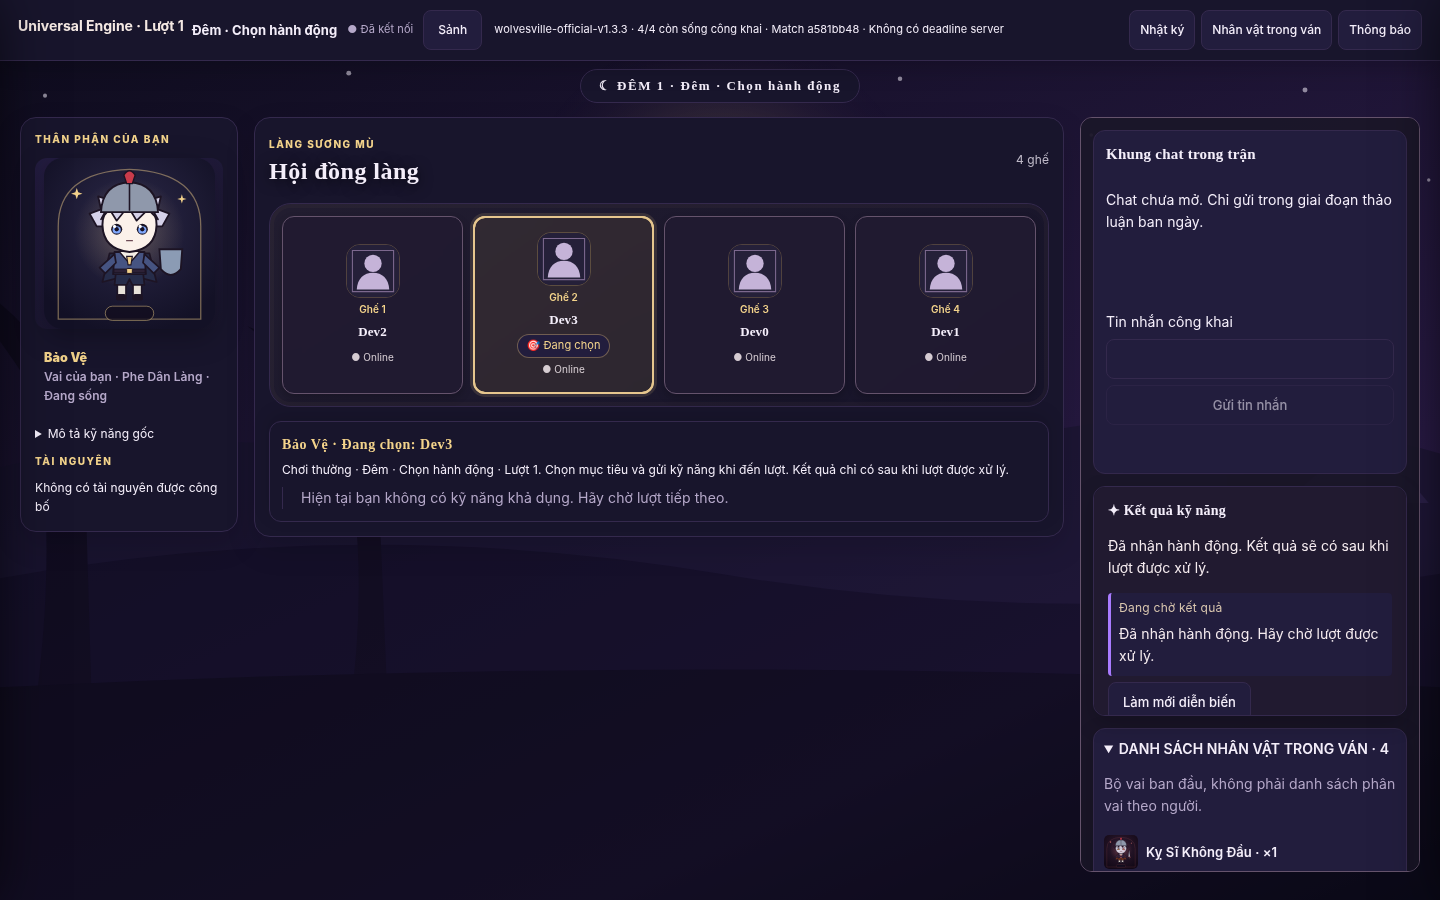 Universal Engine · Lượt 1 Đêm · Chọn hành động Đã kết nối Sảnh wolvesville-official-v1.3.3 · 4/4 còn sống công khai · Match a581bb48 · Không có deadline server Nhật ký Nhân vật trong ván Thông báo
ĐÊM 1 · Đêm · Chọn hành động
THÂN PHẬN CỦA BẠN
Bảo Vệ
Vai của bạn · Phe Dân Làng ·
Đang sống
Mô tả kỹ năng gốc
TÀI NGUYÊN
Không có tài nguyên được công
bố
LÀNG SƯƠNG MÙ
Hội đồng làng
4 ghế
Ghế 1
Dev2
Online
Ghế 2
Dev3
🎯 Đang chọn
Online
Ghế 3
Dev0
Online
Ghế 4
Dev1
Online
Bảo Vệ · Đang chọn: Dev3
Chơi thường · Đêm · Chọn hành động · Lượt 1. Chọn mục tiêu và gửi kỹ năng khi đến lượt. Kết quả chỉ có sau khi lượt được xử lý.
Hiện tại bạn không có kỹ năng khả dụng. Hãy chờ lượt tiếp theo.
Khung chat trong trận
Chat chưa mở. Chỉ gửi trong giai đoạn thảo
luận ban ngày.
Tin nhắn công khai
Gửi tin nhắn
✦ Kết quả kỹ năng
Đã nhận hành động. Kết quả sẽ có sau khi
lượt được xử lý.
Đang chờ kết quả
Đã nhận hành động. Hãy chờ lượt được
xử lý.
Làm mới diễn biến
DANH SÁCH NHÂN VẬT TRONG VÁN · 4
Bộ vai ban đầu, không phải danh sách phân
vai theo người.
Kỵ Sĩ Không Đầu · ×1